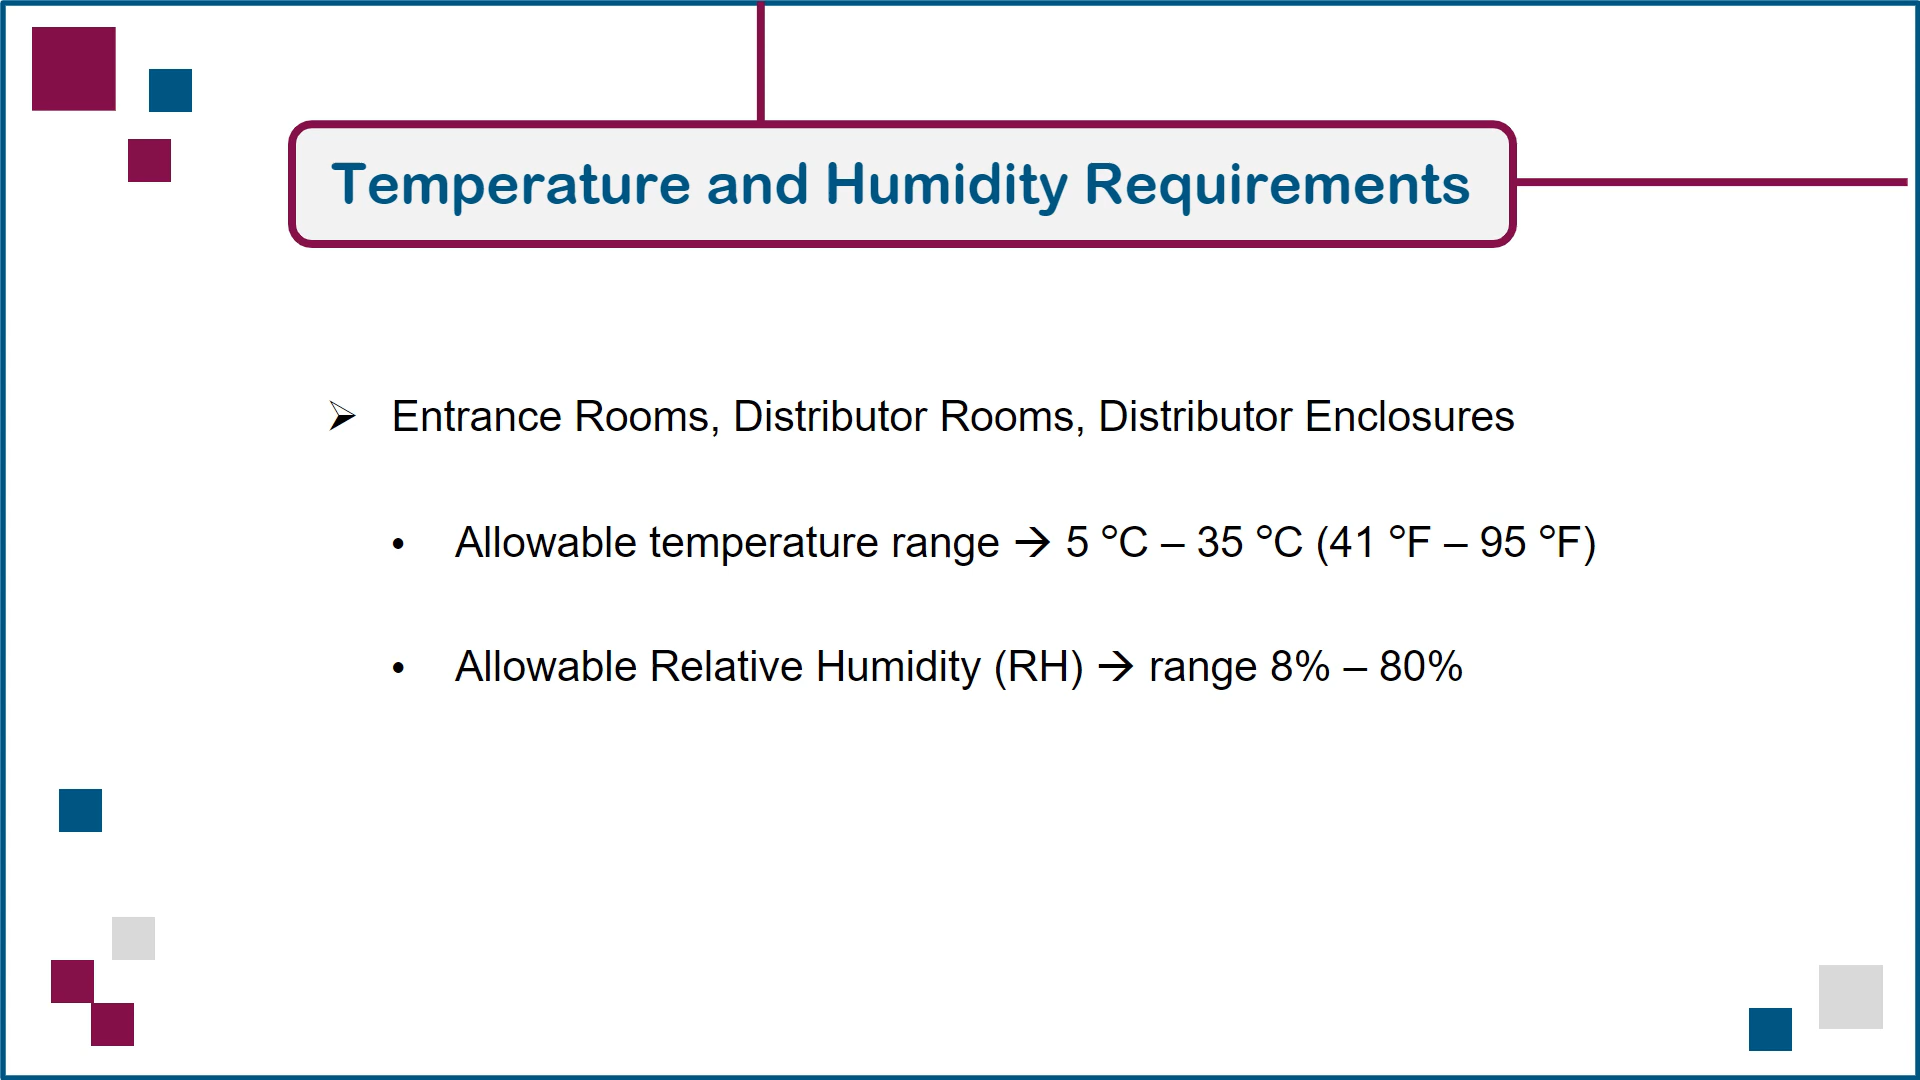 Temperature and Humidity Requirements
➢ Entrance Rooms, Distributor Rooms, Distributor Enclosures
• Allowable temperature range → 5 °C – 35 °C (41 °F – 95 °F)
• Allowable Relative Humidity (RH) → range 8% – 80%